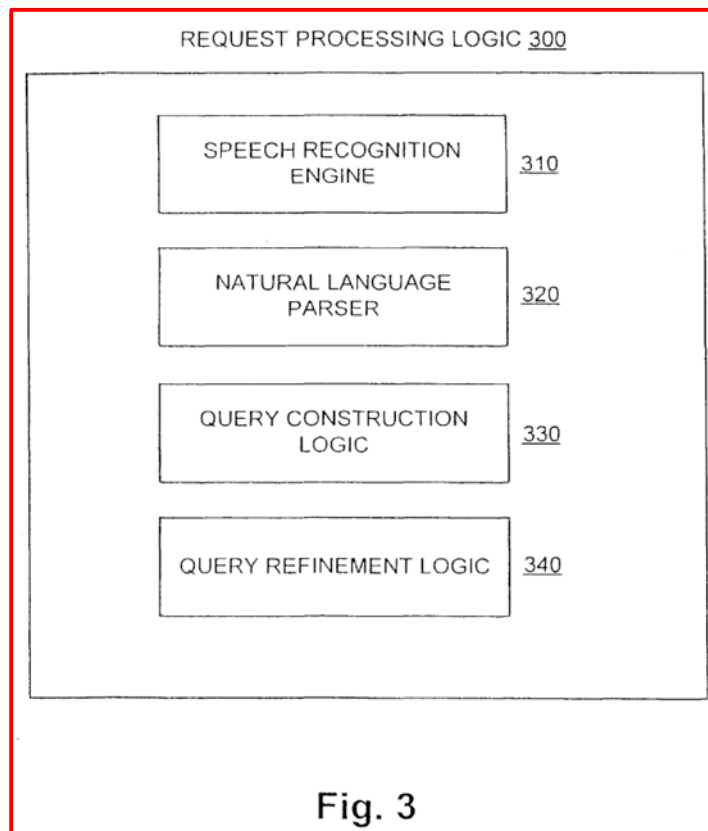 REQUEST PROCESSING LOGIC 300
SPEECH RECOGNITION
ENGINE
310
NATURAL LANGUAGE
PARSER
320
QUERY CONSTRUCTION
LOGIC
330
QUERY REFINEMENT LOGIC
340
Fig. 3